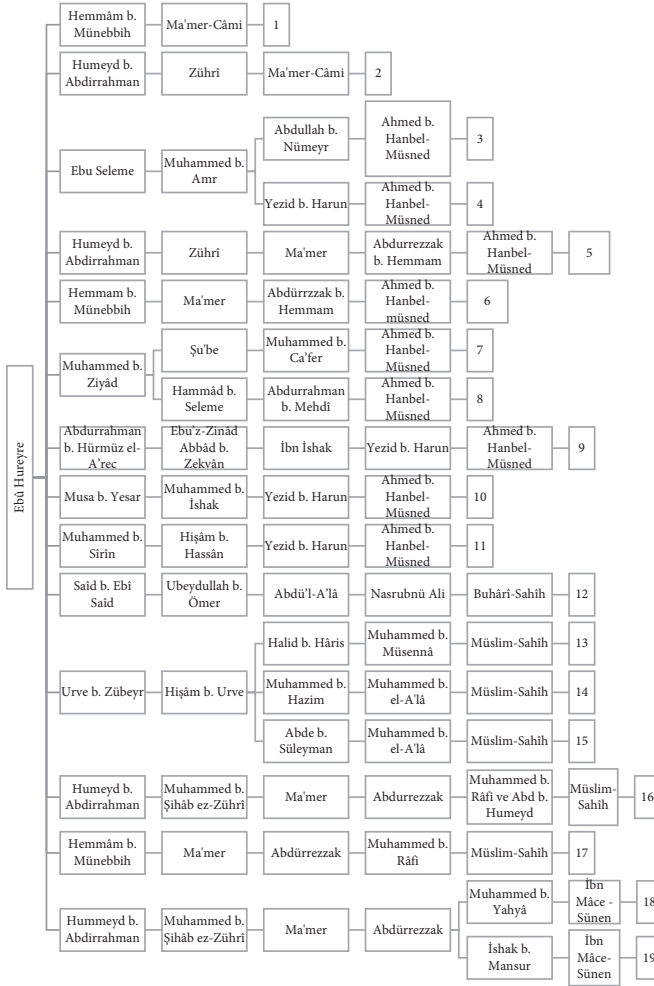 Ebû Hureyre
Hemmâm b.
Münebbih
Ma'mer-Câmi
1
Humeyd b.
Abdirrahman
Zührî
Ma'mer-Câmi
2
Ebu Seleme
Muhammed b.
Amr
Abdullah b.
Nümeyr
Ahmed b.
Hanbel-
Müsned
3
Yezid b. Harun
Ahmed b.
Hanbel-
Müsned
4
Humeyd b.
Abdirrahman
Zührî
Ma'mer
Abdurrezzak
b. Hemmam
Ahmed b.
Hanbel-
Müsned
5
Hemmam b.
Münebbih
Ma'mer
Abdürrzzak b.
Hemmam
Ahmed b.
Hanbel-
müsned
6
Muhammed b.
Ziyâd
Şu'be
Muhammed b.
Ca'fer
Ahmed b.
Hanbel-
Müsned
7
Hammâd b.
Seleme
Abdurrahman
b. Mehdî
Ahmed b.
Hanbel-
Müsned
8
Abdurrahman
b. Hürmüz el-
A'rec
Ebu'z-Zinâd
Abbâd b.
Zekvân
İbn İshak
Yezid b. Harun
Ahmed b.
Hanbel-
Müsned
9
Musa b. Yesar
Muhammed b.
İshak
Yezid b. Harun
Ahmed b.
Hanbel-
Müsned
10
Muhammed b.
Sîrîn
Hişâm b.
Hassân
Yezid b. Harun
Ahmed b.
Hanbel-
Müsned
11
Saîd b. Ebî
Saîd
Ubeydullah b.
Ömer
Abdü'l-A'lâ
Nasrubnü Ali
Buhârî-Sahîh
12
Urve b. Zübeyr
Hişâm b. Urve
Halid b. Hâris
Muhammed b.
Müsennâ
Müslim-Sahîh
13
Muhammed b.
Hazim
Muhammed b.
el-A'lâ
Müslim-Sahîh
14
Abde b.
Süleyman
Muhammed b.
el-A'lâ
Müslim-Sahîh
15
Humeyd b.
Abdirrahman
Muhammed b.
Şihâb ez-Zührî
Ma'mer
Abdurrezzak
Muhammed b.
Râfi ve Abd b.
Humeyd
Müslim-
Sahîh
16
Hemmâm b.
Münebbih
Ma'mer
Abdürrezzak
Muhammed b.
Râfi
Müslim-Sahîh
17
Hummeyd b.
Abdirrahman
Muhammed b.
Şihâb ez-Zührî
Ma'mer
Abdürrezzak
Muhammed b.
Yahyâ
İbn
Mâce -
Sünen
18
İshak b.
Mansur
İbn
Mâce-
Sünen
19